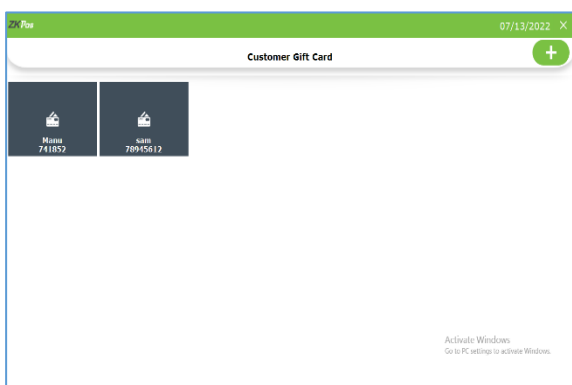 ZKPos
07/13/2022 X
Customer Gift Card
+
Manu
741852
sam
78945612
Activate Windows
Go to PC settings to activate Windows.